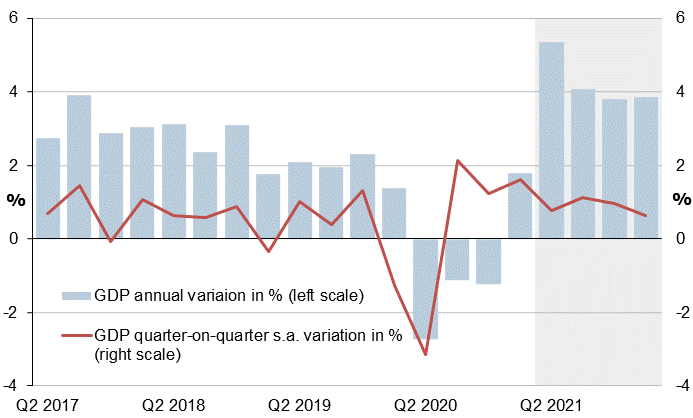 6
6
4
4
2
2
%
%
0
0
GDP annual variaion in % (left scale)
-2
-2
GDP quarter-on-quarter s.a. variation in %
(right scale)
-4
-4
Q2 2017
Q2 2018
Q2 2019
Q2 2020
Q2 2021